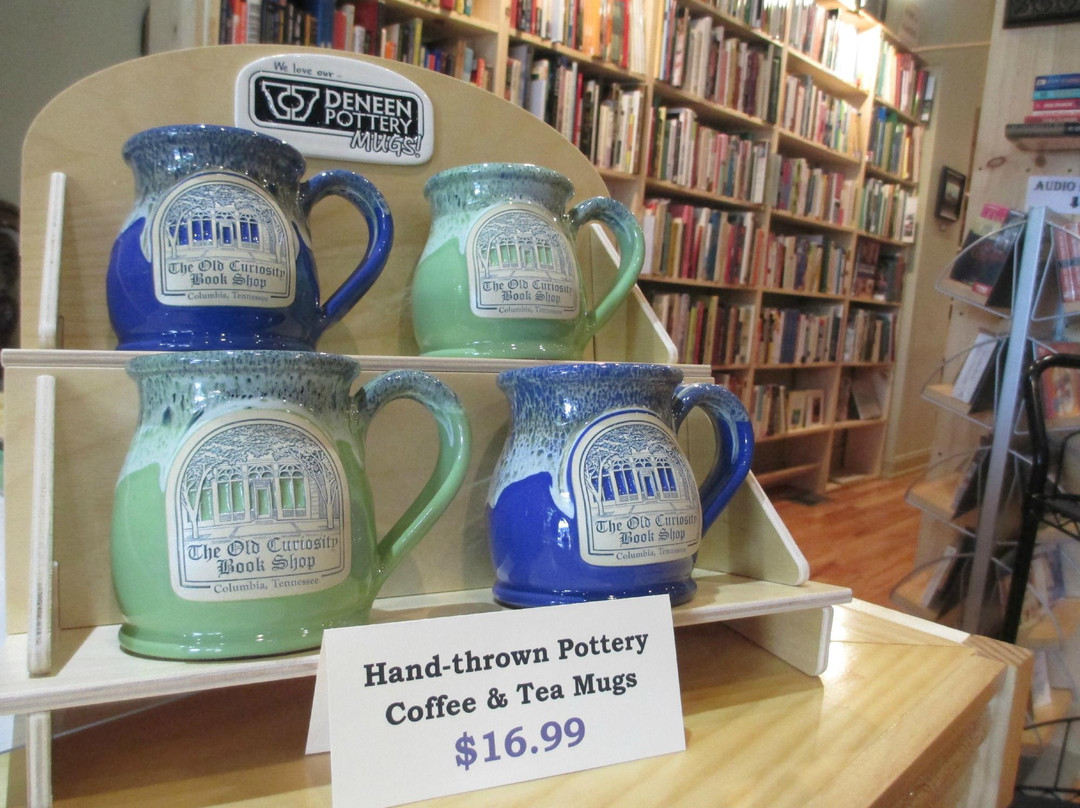 We love our -
DENEEN
POTTERY
MUGS!
The Old Curiosity
Book Shop
Columbia, Tennessee
The Old Curiosity
Book Shop
Columbia, Tennessee
The Old Curiosity
Book Shop
Columbia, Tennessee
The Old Curiosity
Book Shop
Columbia, Tennessee
Hand-thrown Pottery
Coffee & Tea Mugs
$16.99
AUDIO